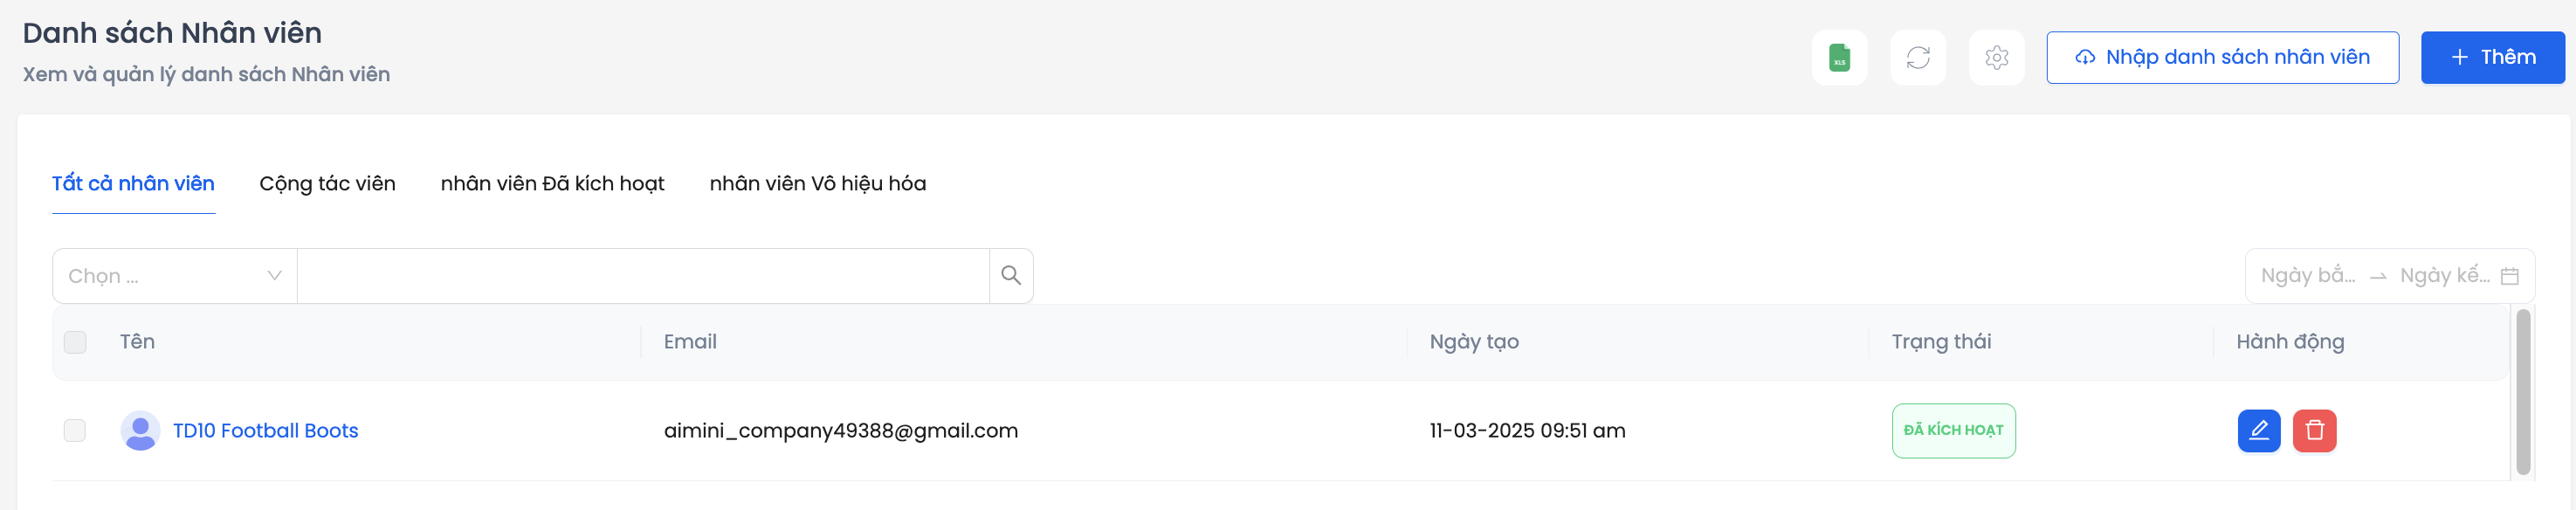 Danh sách Nhân viên
Xem và quản lý danh sách Nhân viên
XLS
Nhập danh sách nhân viên
Thêm
Tất cả nhân viên
Cộng tác viên
nhân viên Đã kích hoạt
nhân viên Vô hiệu hóa
Chọn ...
Ngày bắ... → Ngày kế...
Tên
Email
Ngày tạo
Trạng thái
Hành động
TD10 Football Boots
aimini_company49388@gmail.com
11-03-2025 09:51 am
ĐÃ KÍCH HOẠT